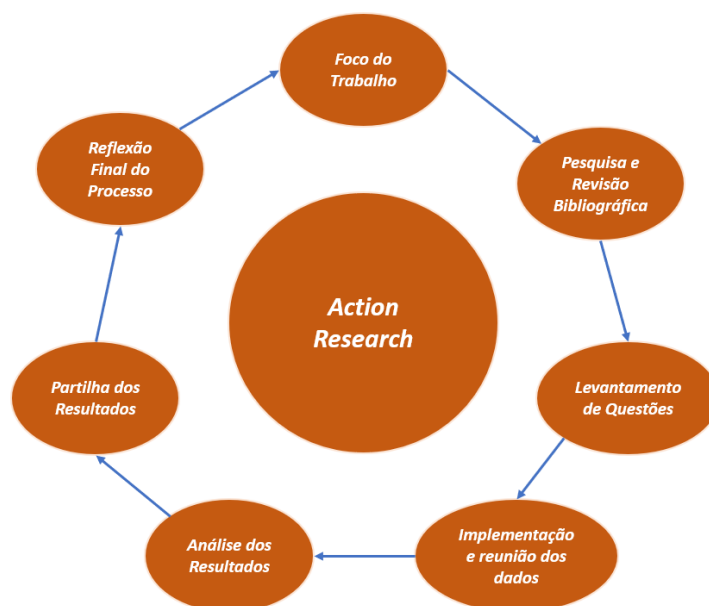 Foco do
Trabalho
Pesquisa e
Revisão
Bibliográfica
Levantamento
de Questões
Implementação
e reunião dos
dados
Análise dos
Resultados
Partilha dos
Resultados
Reflexão
Final do
Processo
Action
Research